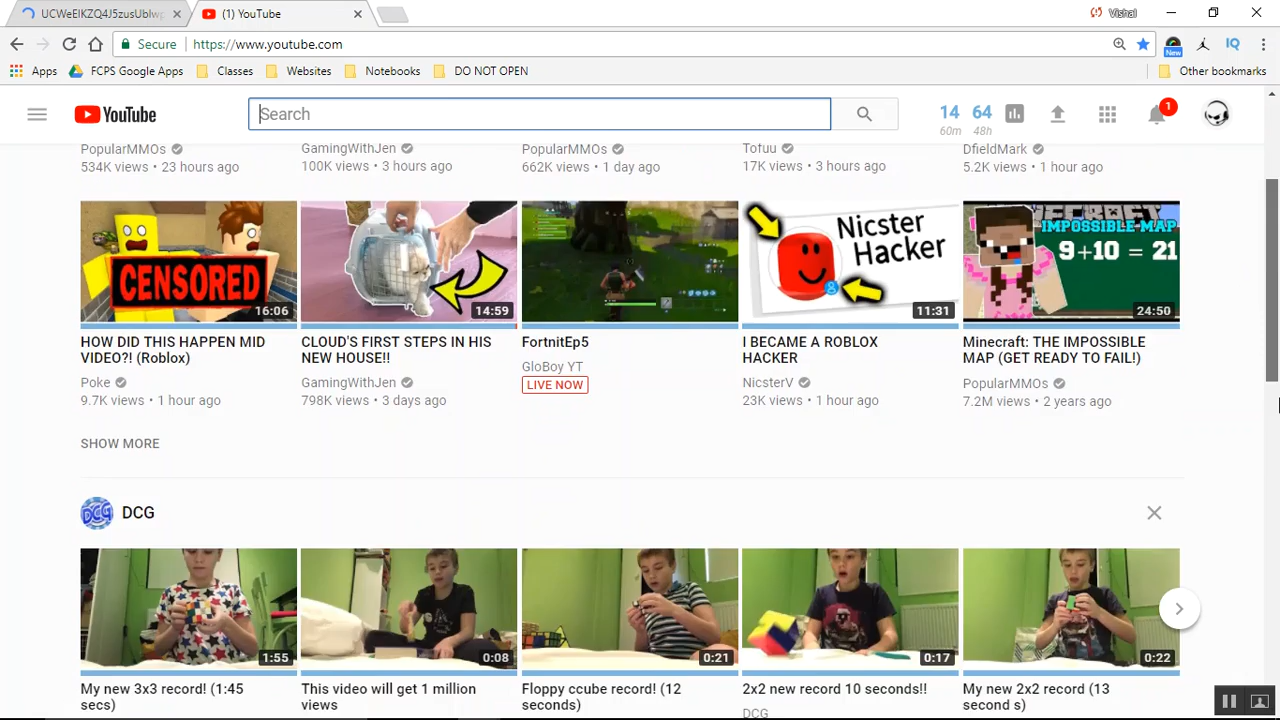 UCWeEIKZQ4J5zusUblwp
(1) YouTube
Vishal
Secure
https://www.youtube.com
IQ
New
Apps
FCPS Google Apps
Classes
Websites
Notebooks
DO NOT OPEN
Other bookmarks
YouTube
Search
14
60m
64
48h
1
PopularMMOs
534K views • 23 hours ago
GamingWithJen
100K views • 3 hours ago
PopularMMOs
662K views • 1 day ago
Tofuu
17K views • 3 hours ago
DfieldMark
5.2K views • 1 hour ago
CENSORED
16:06
14:59
Nicster
Hacker
11:31
MINECRAFT
IMPOSSIBLE MAP
9+10 = 21
24:50
HOW DID THIS HAPPEN MID
VIDEO?! (Roblox)
Poke
9.7K views • 1 hour ago
CLOUD'S FIRST STEPS IN HIS
NEW HOUSE!!
GamingWithJen
798K views • 3 days ago
FortnitEp5
GloBoy YT
LIVE NOW
I BECAME A ROBLOX
HACKER
NicsterV
23K views • 1 hour ago
Minecraft: THE IMPOSSIBLE
MAP (GET READY TO FAIL!)
PopularMMOs
7.2M views • 2 years ago
SHOW MORE
DCG
DCG
1:55
0:08
0:21
0:17
0:22
My new 3x3 record! (1:45
secs)
This video will get 1 million
views
Floppy ccube record! (12
seconds)
2x2 new record 10 seconds!!
DCG
My new 2x2 record (13
second s)